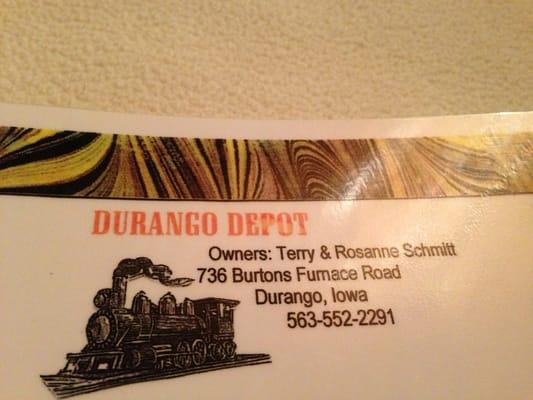 DURANGO DEPOT
Owners: Terry & Rosanne Schmitt
736 Burtons Furnace Road
Durango, Iowa
563-552-2291